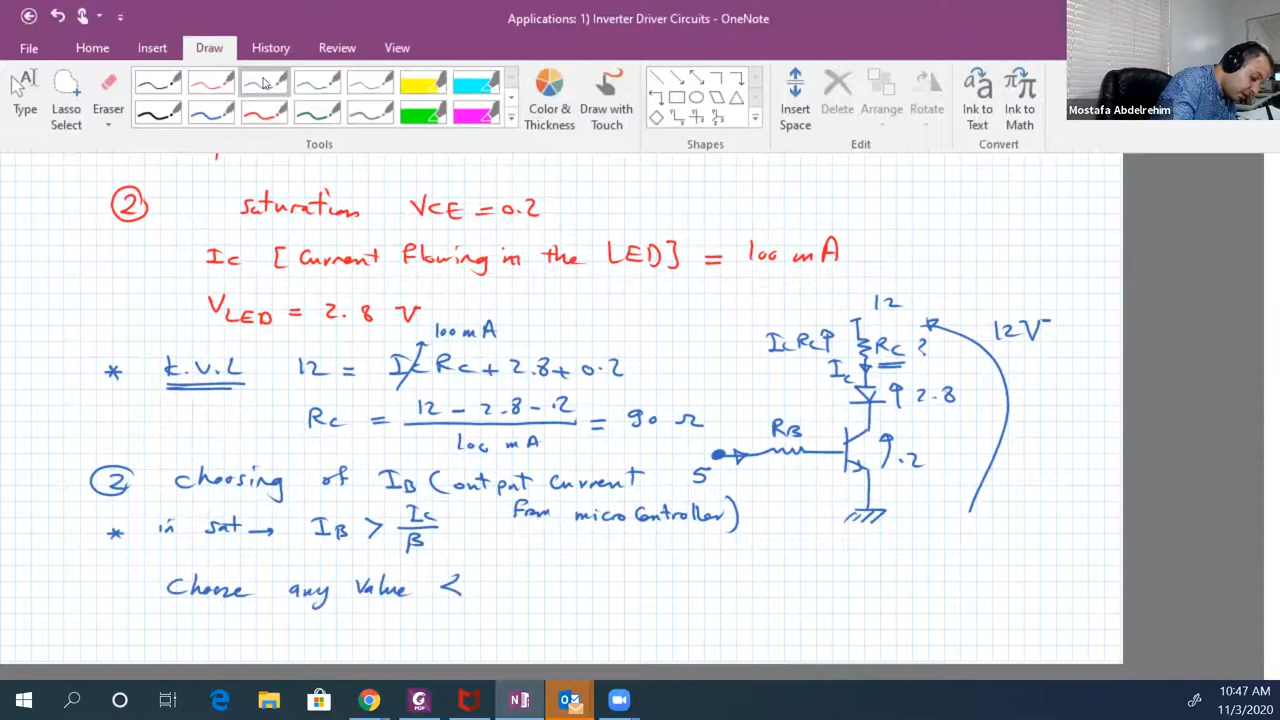 Applications: 1) Inverter Driver Circuits - OneNote
File Home Insert Draw History Review View
Type
Lasso Select
Eraser
Color & Thickness
Draw with Touch
Insert Space
Delete
Arrange
Rotate
Ink to Text
Ink to Math
Tools
Shapes
Edit
Convert
Mostafa Abdelrehim
② saturation VCE = 0.2
Ic [Current flowing in the LED] = 100 mA
VLED = 2.8 V
100 mA
* k.v.L 12 = Ic Rc + 2.8 + 0.2
Rc = (12 - 2.8 - .2) / 100 mA = 90 Ω
② choosing of IB (output current
from microcontroller)
* in sat → IB > Ic/β
Choose any value <
12
12V
IcRc↑
Rc ?
Ic
2.8
RB
.2
5
10:47 AM
11/3/2020